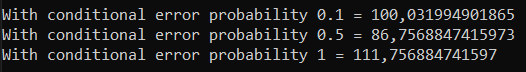 With conditional error probability 0.1 = 100,031994901865
With conditional error probability 0.5 = 86,7568847415973
With conditional error probability 1 = 111,756884741597